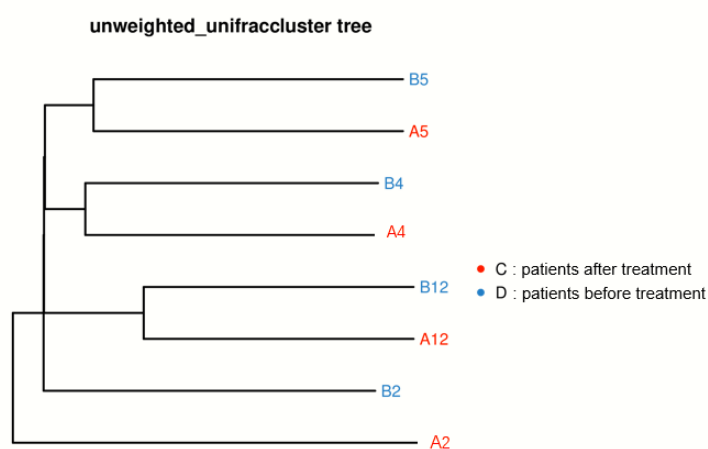 unweighted_unifraccluster tree
B5
A5
B4
A4
C : patients after treatment
B12
D : patients before treatment
A12
B2
A2